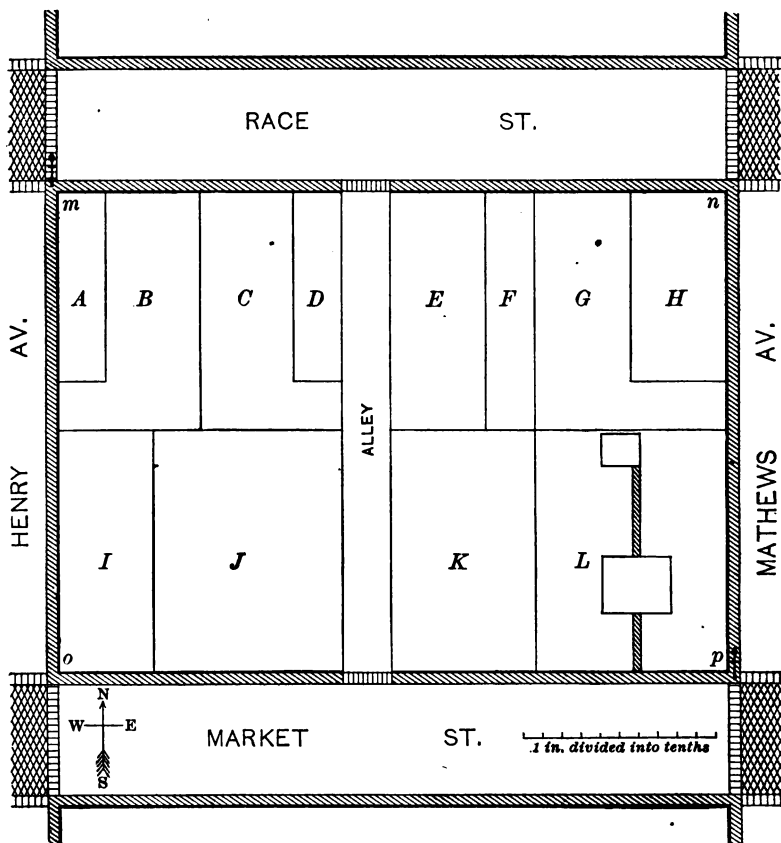 RACE ST.
m n
A B C D E F G H
HENRY AV.
ALLEY
MATHEWS AV.
I J K L
o p
N
W E
S
MARKET ST.
1 in. divided into tenths